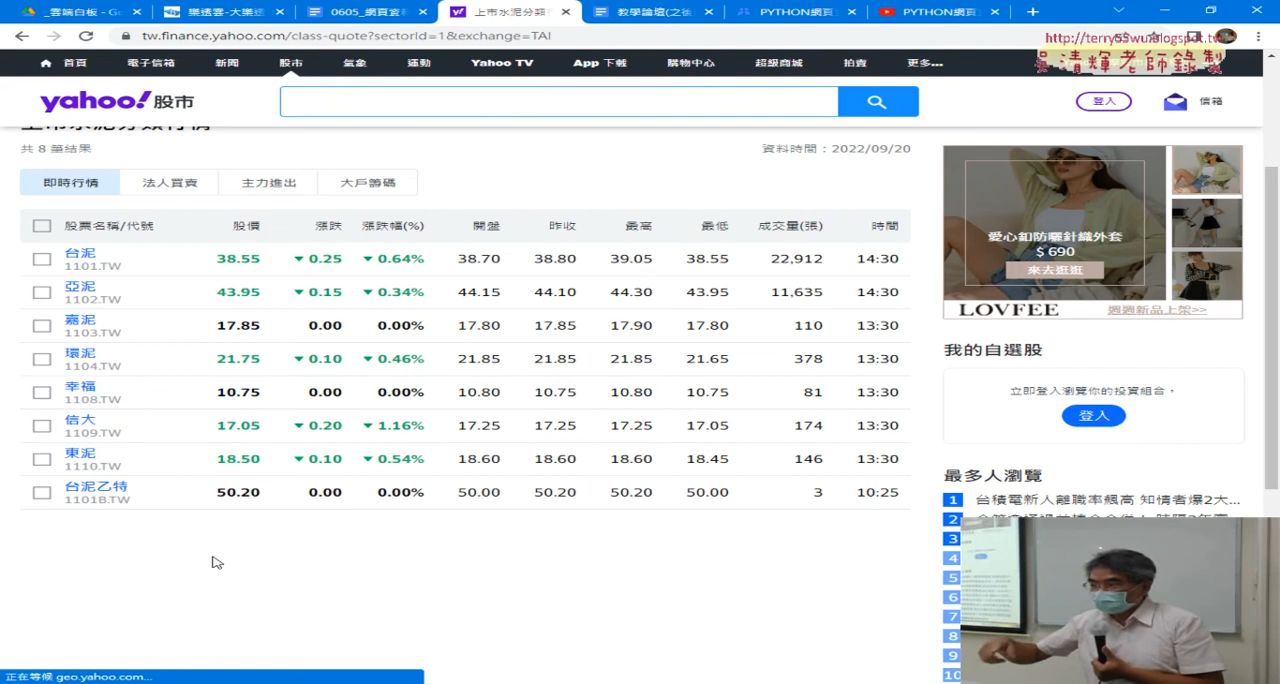 _雲端白板 - Go
樂透雲-大樂透
0605_網頁資料
上市水泥分類行
教學論壇(之後
PYTHON網頁
PYTHON網頁
tw.finance.yahoo.com/class-quote?sectorId=1&exchange=TAI
http://terry55wu.blogspot.tw
吳清輝老師錄製
首頁 電子信箱 新聞 股市 氣象 運動 Yahoo TV App 下載 購物中心 超級商城 拍賣 更多...
yahoo!股市
登入
信箱
上市水泥分類行情
共 8 筆結果
資料時間：2022/09/20
即時行情 法人買賣 主力進出 大戶籌碼
股票名稱/代號 股價 漲跌 漲跌幅(%) 開盤 昨收 最高 最低 成交量(張) 時間
台泥 38.55 0.25 0.64% 38.70 38.80 39.05 38.55 22,912 14:30
1101.TW
亞泥 43.95 0.15 0.34% 44.15 44.10 44.30 43.95 11,635 14:30
1102.TW
嘉泥 17.85 0.00 0.00% 17.80 17.85 17.90 17.80 110 13:30
1103.TW
環泥 21.75 0.10 0.46% 21.85 21.85 21.85 21.65 378 13:30
1104.TW
幸福 10.75 0.00 0.00% 10.80 10.75 10.80 10.75 81 13:30
1108.TW
信大 17.05 0.20 1.16% 17.25 17.25 17.25 17.05 174 13:30
1109.TW
東泥 18.50 0.10 0.54% 18.60 18.60 18.60 18.45 146 13:30
1110.TW
台泥乙特 50.20 0.00 0.00% 50.00 50.20 50.20 50.00 3 10:25
1101B.TW
愛心釦防曬針織外套
$ 690
來去逛逛
LOVFEE
週週新品上架>>
我的自選股
立即登入瀏覽你的投資組合。
登入
最多人瀏覽
1 台積電新人離職率飆高 知情者爆2大...
2
3
4
5
6
7
8
9
10
正在等候 geo.yahoo.com...